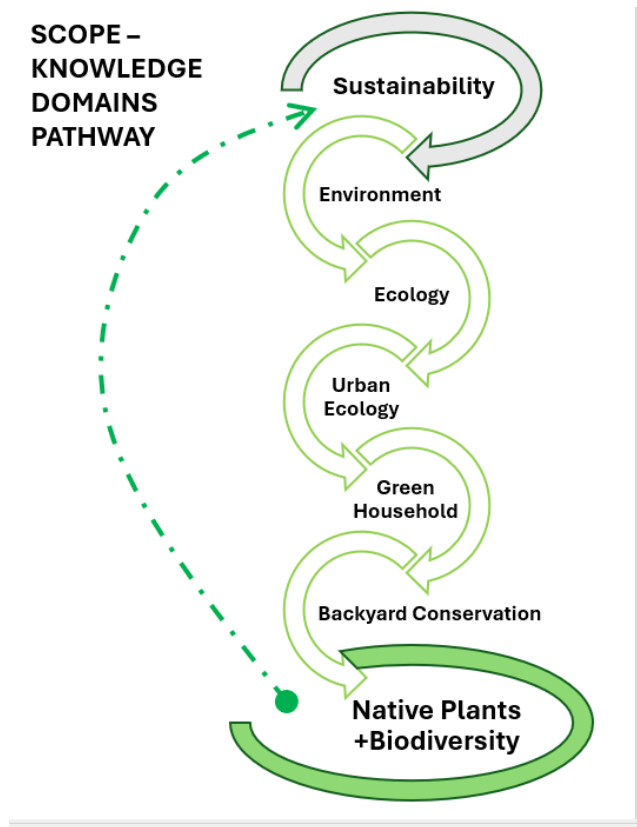 SCOPE –
KNOWLEDGE
DOMAINS
PATHWAY
Sustainability
Environment
Ecology
Urban
Ecology
Green
Household
Backyard Conservation
Native Plants
+Biodiversity